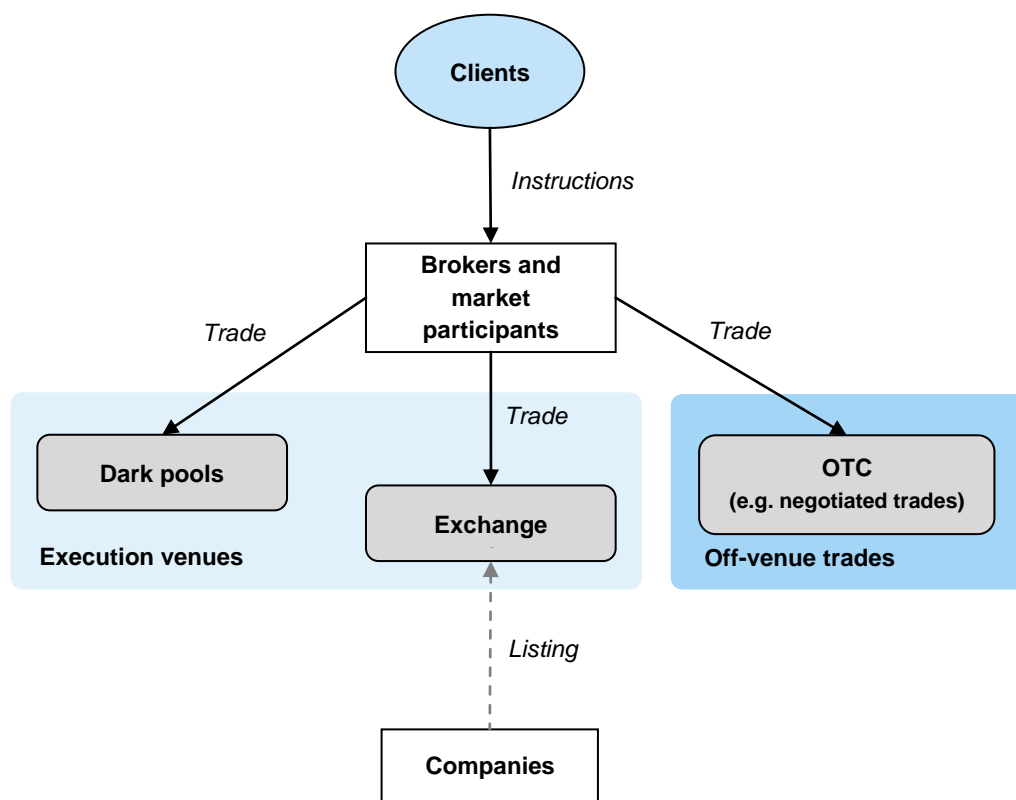 Clients
Instructions
Brokers and
market
participants
Trade
Trade
Trade
Dark pools
Exchange
OTC
(e.g. negotiated trades)
Execution venues
Off-venue trades
Listing
Companies